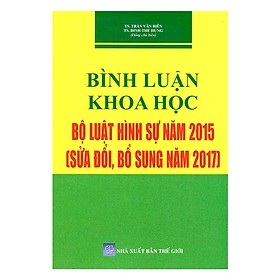 TS. TRẦN VĂN BIÊN
TS. ĐINH THẾ HƯNG
(Đồng chủ biên)
BÌNH LUẬN
KHOA HỌC
BỘ LUẬT HÌNH SỰ NĂM 2015
(SỬA ĐỔI, BỔ SUNG NĂM 2017)
NHÀ XUẤT BẢN THẾ GIỚI